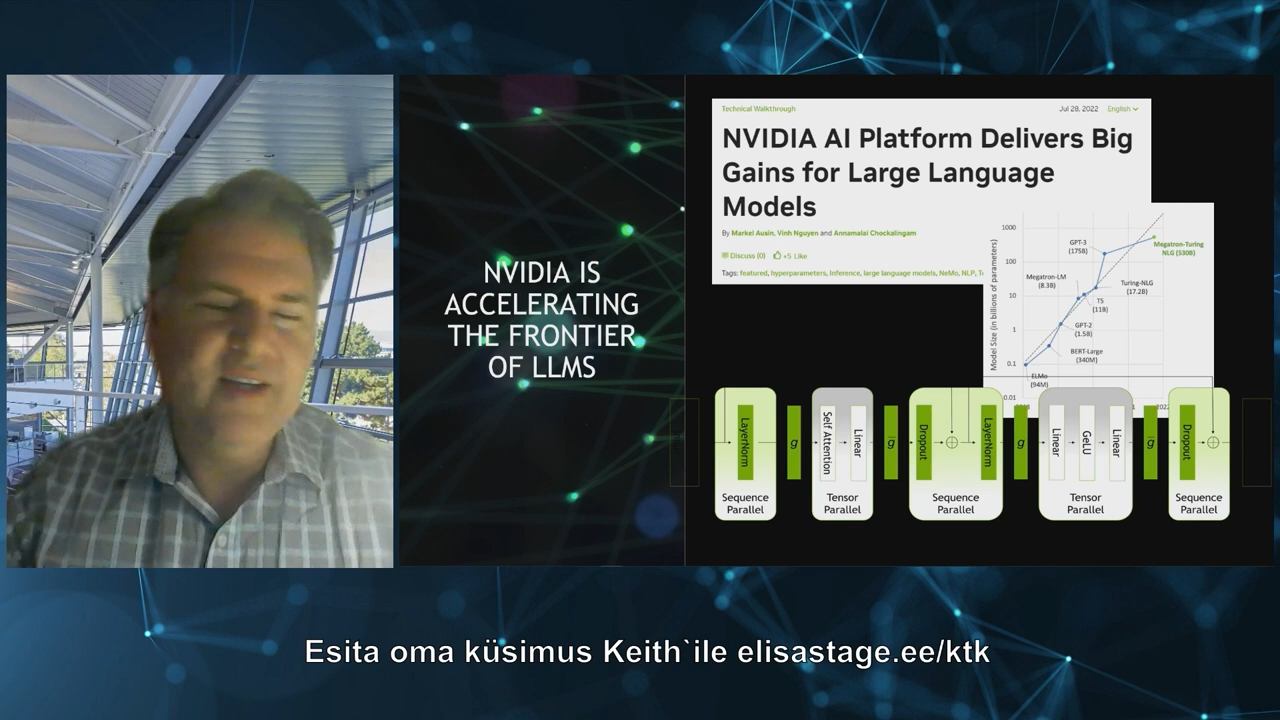 NVIDIA IS
ACCELERATING
THE FRONTIER
OF LLMS
Technical Walkthrough
Jul 28, 2022 English
NVIDIA AI Platform Delivers Big
Gains for Large Language
Models
By Markel Ausin, Vinh Nguyen and Annamalai Chockalingam
Discuss (0) +5 Like
Tags: featured, hyperparameters, Inference, large language models, NeMo, NLP,
Model Size (in billions of parameters)
1000
100
10
1
0.1
0.01
GPT-3
(175B)
Megatron-Turing
NLG (530B)
Megatron-LM
(8.3B)
Turing-NLG
(17.2B)
T5
(11B)
GPT-2
(1.5B)
BERT-Large
(340M)
ELMo
(94M)
LayerNorm
Sequence
Parallel
g
Self Attention
Linear
Tensor
Parallel
g̅
Dropout
LayerNorm
Sequence
Parallel
g
Linear
GeLU
Linear
Tensor
Parallel
g̅
Dropout
Sequence
Parallel
Esita oma küsimus Keith`ile elisastage.ee/ktk